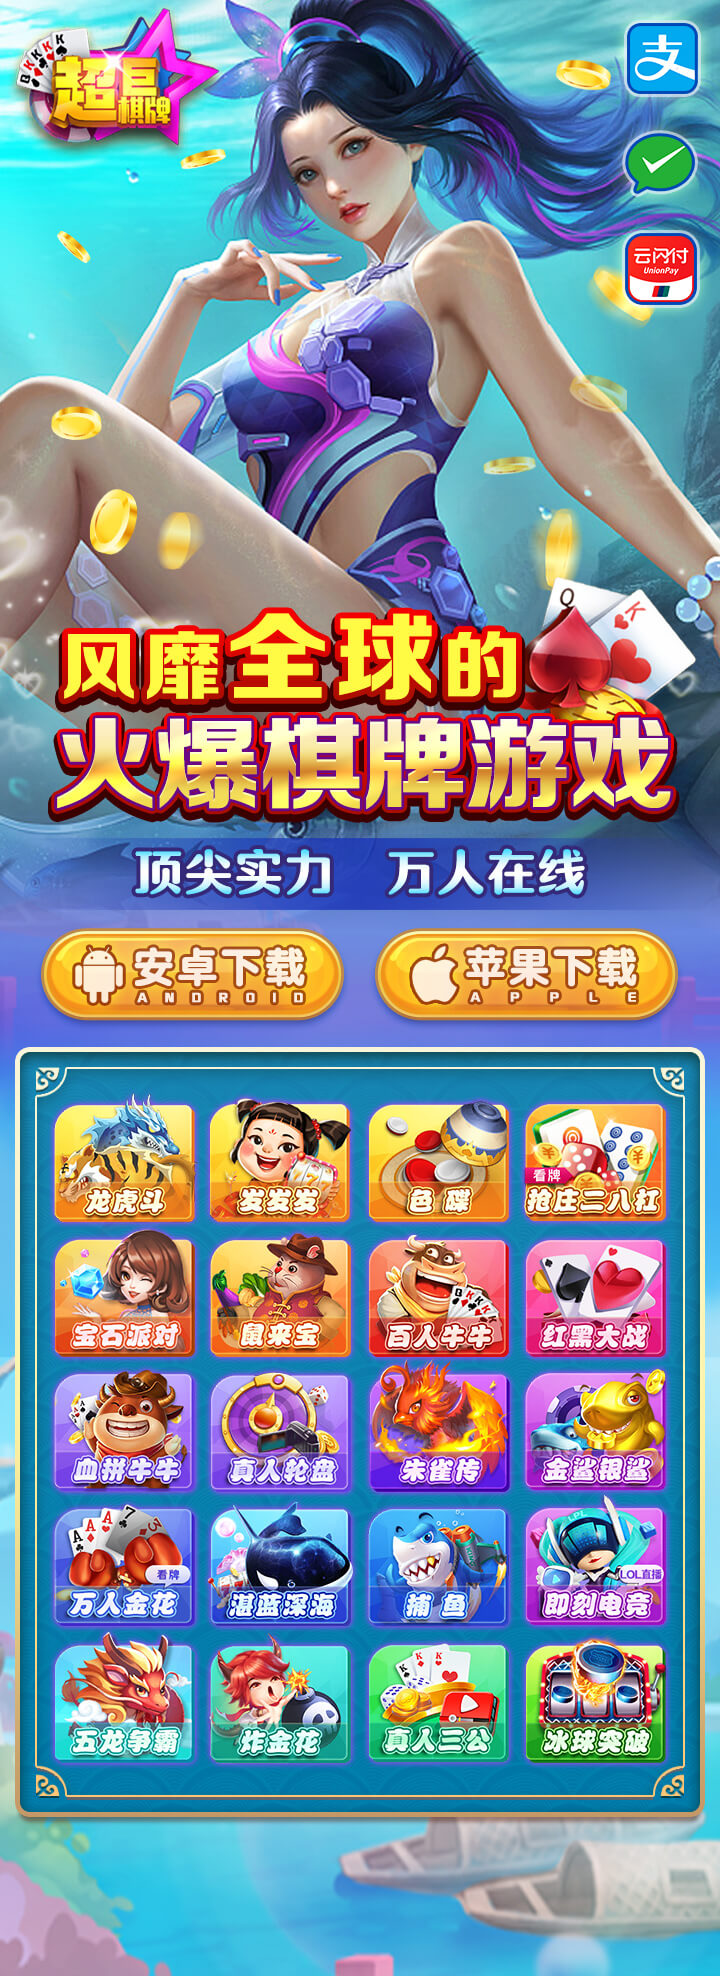 超巨
棋牌
支
云闪付
UnionPay
风靡全球的
火爆棋牌游戏
顶尖实力 万人在线
安卓下载
ANDROID
苹果下载
APPLE
龙虎斗
发发发
色碟
看牌
抢庄二八杠
宝石派对
鼠来宝
百人牛牛
红黑大战
血拼牛牛
真人轮盘
朱雀传
金鲨银鲨
看牌
万人金花
湛蓝深海
捕鱼
LPL
LOL直播
即刻电竞
五龙争霸
炸金花
真人三公
冰球突破